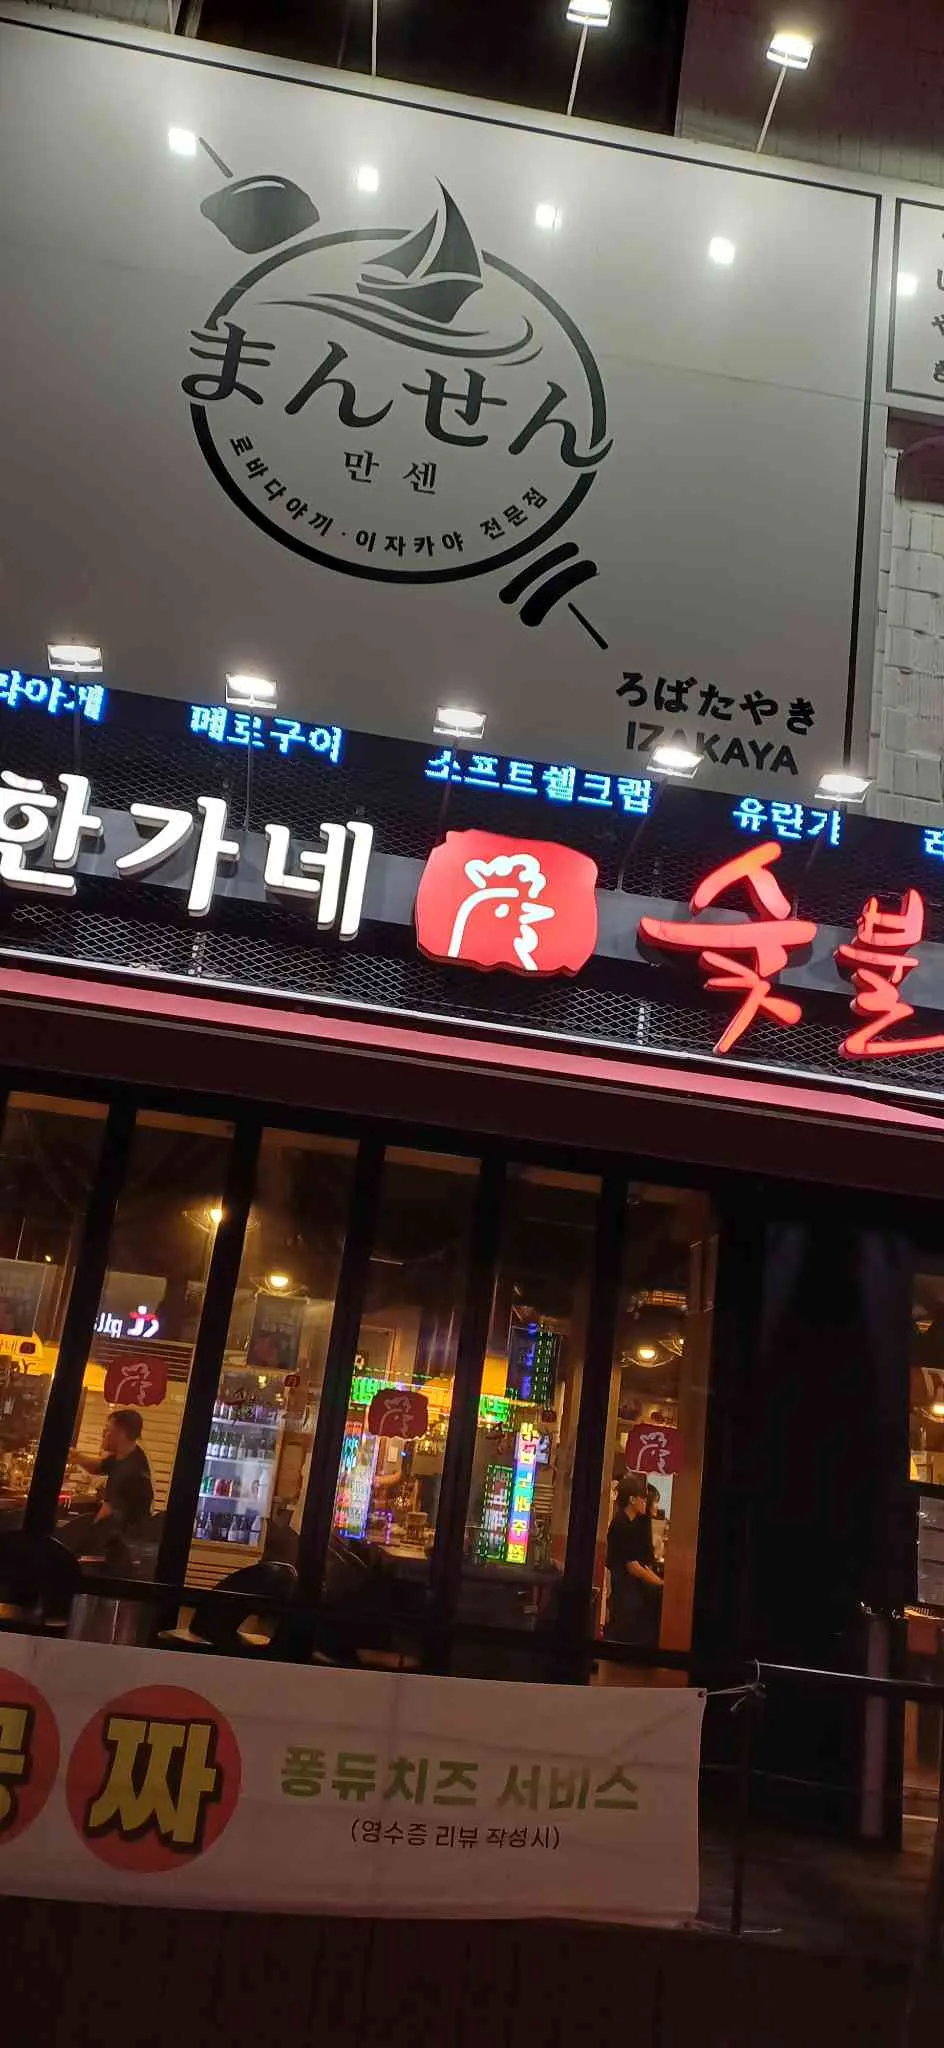 まんせん
만센
로바다야끼·이자카야 전문점
ろばたやき
IZAKAYA
메로구이
소프트쉘크랩
유린기
한가네
숯불
짜
퐁듀치즈 서비스
(영수증 리뷰 작성시)